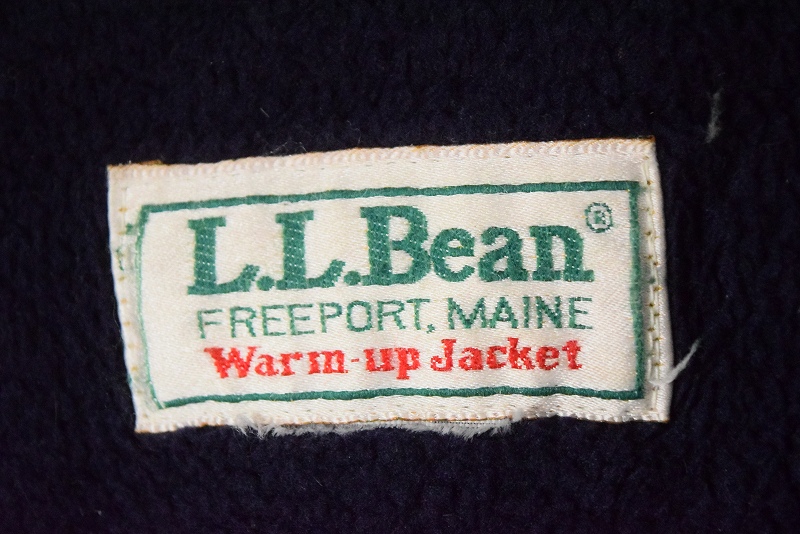 L.L.Bean®
FREEPORT, MAINE
Warm-up Jacket